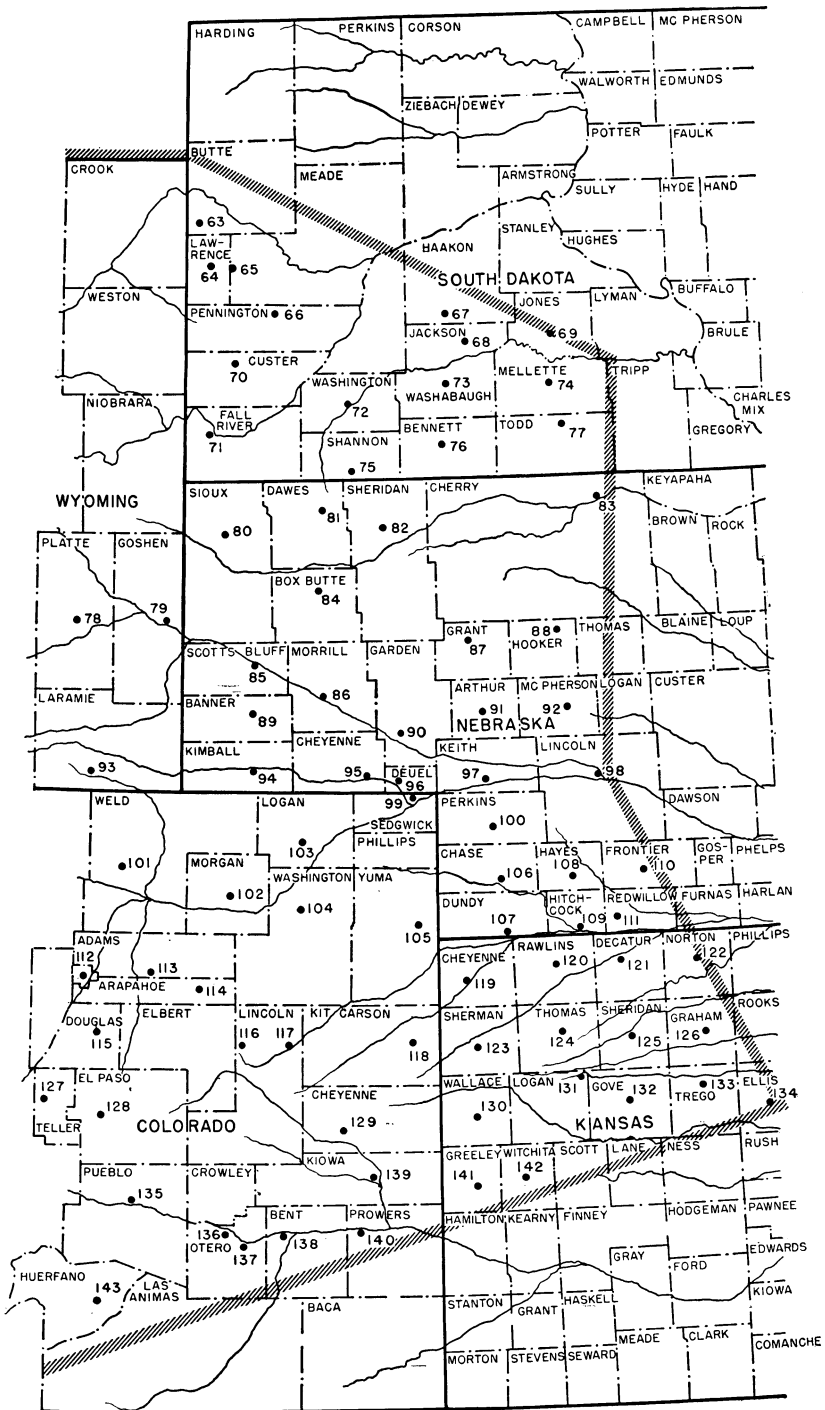 HARDING
PERKINS
CORSON
CAMPBELL
MC PHERSON
WALWORTH
EDMUNDS
ZIEBACH
DEWEY
POTTER
FAULK
BUTTE
CROOK
MEADE
ARMSTRONG
SULLY
HYDE
HAND
63
STANLEY
HUGHES
LAW-
RENCE
64
65
HAAKON
SOUTH DAKOTA
WESTON
JONES
LYMAN
BUFFALO
PENNINGTON
66
67
JACKSON
68
69
BRULE
CUSTER
70
WASHINGTON
72
73
WASHABAUGH
MELLETTE
74
TRIPP
NIOBRARA
FALL
RIVER
71
CHARLES
MIX
SHANNON
75
BENNETT
76
TODD
77
GREGORY
WYOMING
SIOUX
80
DAWES
81
SHERIDAN
82
CHERRY
83
KEYAPAHA
BROWN
ROCK
PLATTE
GOSHEN
78
79
BOX BUTTE
84
GRANT
87
88
HOOKER
THOMAS
BLAINE
LOUP
SCOTTS BLUFF
85
MORRILL
86
GARDEN
LARAMIE
BANNER
89
ARTHUR
91
MC PHERSON
92
LOGAN
CUSTER
90
NEBRASKA
KIMBALL
94
CHEYENNE
95
DEUEL
96
KEITH
97
LINCOLN
98
93
WELD
LOGAN
99
SEDGWICK
PERKINS
100
DAWSON
101
103
PHILLIPS
MORGAN
102
WASHINGTON
104
YUMA
105
CHASE
106
HAYES
108
FRONTIER
110
GOS-
PER
PHELPS
DUNDY
107
HITCH-
COCK
109
REDWILLOW
111
FURNAS
HARLAN
ADAMS
112
113
ARAPAHOE
114
CHEYENNE
119
RAWLINS
120
DECATUR
121
NORTON
122
PHILLIPS
DOUGLAS
115
ELBERT
LINCOLN
116
117
KIT CARSON
118
SHERMAN
123
THOMAS
124
SHERIDAN
125
GRAHAM
126
ROOKS
127
TELLER
EL PASO
128
COLORADO
CHEYENNE
129
WALLACE
130
LOGAN
131
GOVE
132
133
TREGO
ELLIS
134
KANSAS
PUEBLO
135
CROWLEY
KIOWA
139
GREELEY
141
WITCHITA
142
SCOTT
LANE
NESS
RUSH
136
OTERO
137
BENT
138
PROWERS
140
HAMILTON
KEARNY
FINNEY
HODGEMAN
PAWNEE
GRAY
FORD
EDWARDS
HUERFANO
143
LAS
ANIMAS
BACA
STANTON
GRANT
HASKELL
KIOWA
MORTON
STEVENS
SEWARD
MEADE
CLARK
COMANCHE